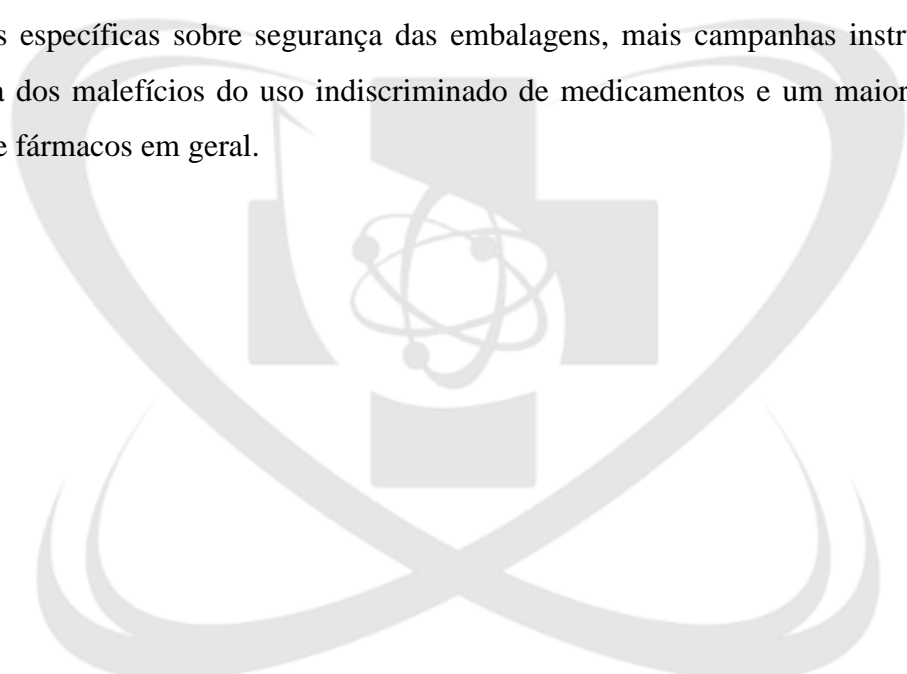 s específicas sobre segurança das embalagens, mais campanhas instr
a dos malefícios do uso indiscriminado de medicamentos e um maior
e fármacos em geral.